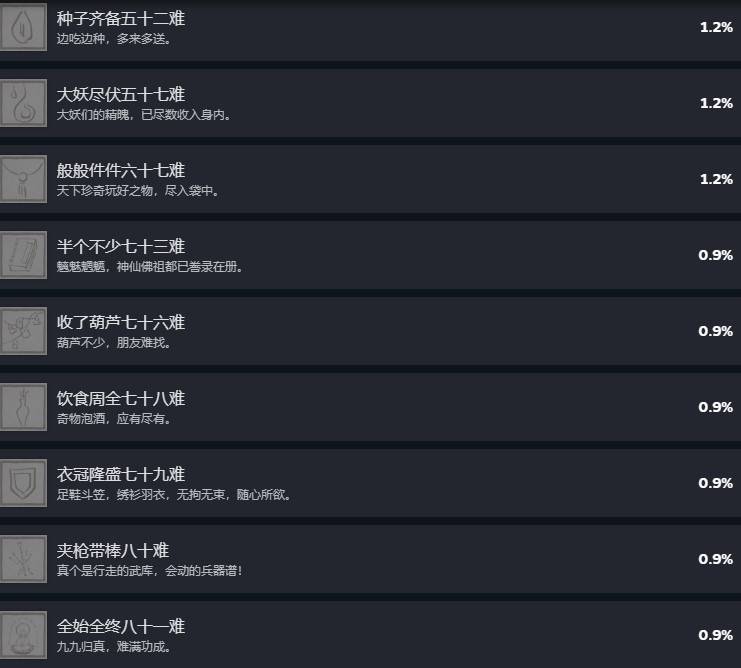 种子齐备五十二难
边吃边种，多来多送。
1.2%
大妖尽伏五十七难
大妖们的精魄，已尽数收入身内。
1.2%
般般件件六十七难
天下珍奇玩好之物，尽入袋中。
1.2%
半个不少七十三难
魑魅魍魉，神仙佛祖都已誊录在册。
0.9%
收了葫芦七十六难
葫芦不少，朋友难找。
0.9%
饮食周全七十八难
奇物泡酒，应有尽有。
0.9%
衣冠隆盛七十九难
足鞋斗笠，绣衫羽衣，无拘无束，随心所欲。
0.9%
夹枪带棒八十难
真个是行走的武库，会动的兵器谱！
0.9%
全始全终八十一难
九九归真，难满功成。
0.9%